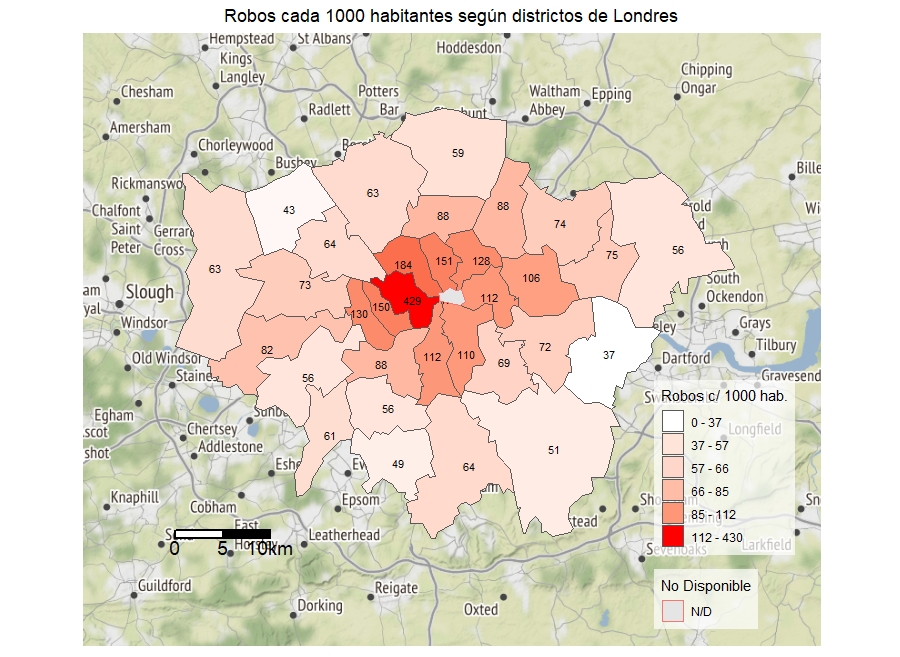 Robos cada 1000 habitantes según districtos de Londres
Hempstead
St Albans
Hoddesdon
Kings
Langley
Chesham
Potters
Bar
Waltham
Abbey
Epping
Chipping
Ongar
Radlett
Amersham
Chorleywood
Bushey
59
Rickmanswo
43
63
88
88
74
Chalfont
Saint
Peter
Gerrard
Cross
64
56
75
63
184
151
128
106
73
South
Ockendon
Slough
429
112
150
130
Windsor
Grays
Tilbury
82
88
112
110
69
72
37
Old Windsor
Dartford
Staine
56
Gravesend
Egham
56
Robos c/ 1000 hab.
0 - 37
37 - 57
57 - 66
66 - 85
85 - 112
112 - 430
Chertsey
Addlestone
61
Longfield
49
64
51
Knaphill
Cobham
Epsom
East
Horsley
Leatherhead
0 5 10km
Larkfield
Sevenoaks
Guildford
Reigate
Dorking
Oxted
No Disponible
N/D